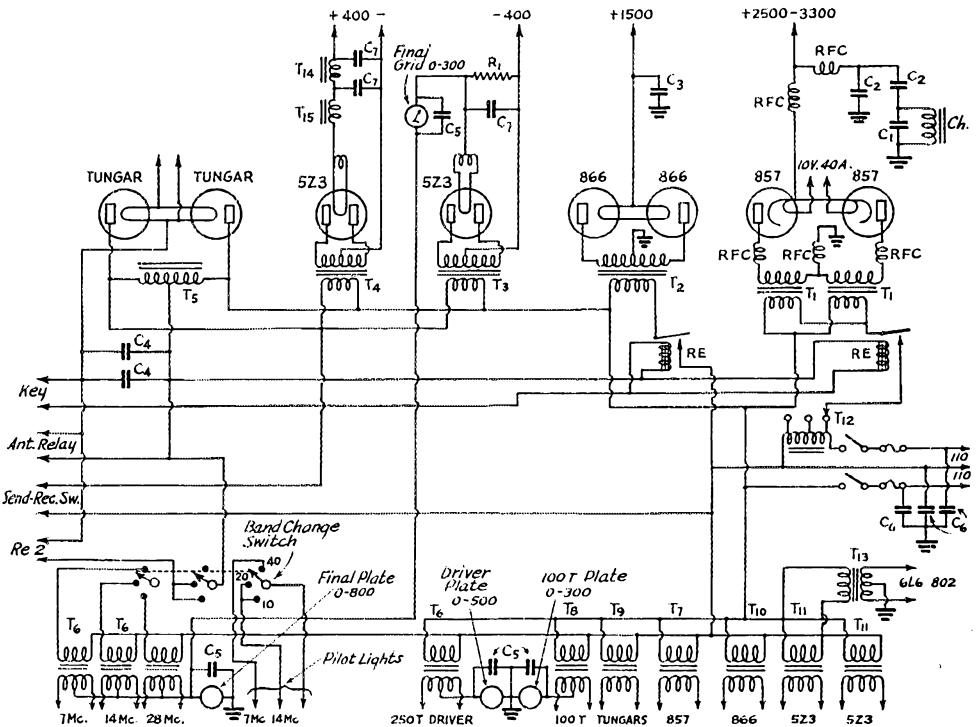 + 400 -
- 400
+1500
+2500-3300
Final
Grid 0-300
R1
C7
C7
C7
C5
C3
C2
C2
C1
RFC
RFC
Ch.
T14
T15
10V. 40A.
TUNGAR
TUNGAR
5Z3
5Z3
866
866
857
857
RFC
RFC
RFC
T5
T4
T3
T2
T1
T1
C4
C4
RE
RE
Key
Ant. Relay
Send-Rec. Sw.
Re 2
T12
110
110
C6
C6
Band Change
Switch
40
20
10
Final Plate
0-800
Driver
Plate
0-500
100T Plate
0-300
T13
6L6 802
T6
T6
C5
Pilot Lights
T6
C5
T8
T9
T7
T10
T11
T11
7Mc.
14Mc
28Mc.
7Mc
14Mc
250T DRIVER
100T
TUNGARS
857
866
5Z3
5Z3